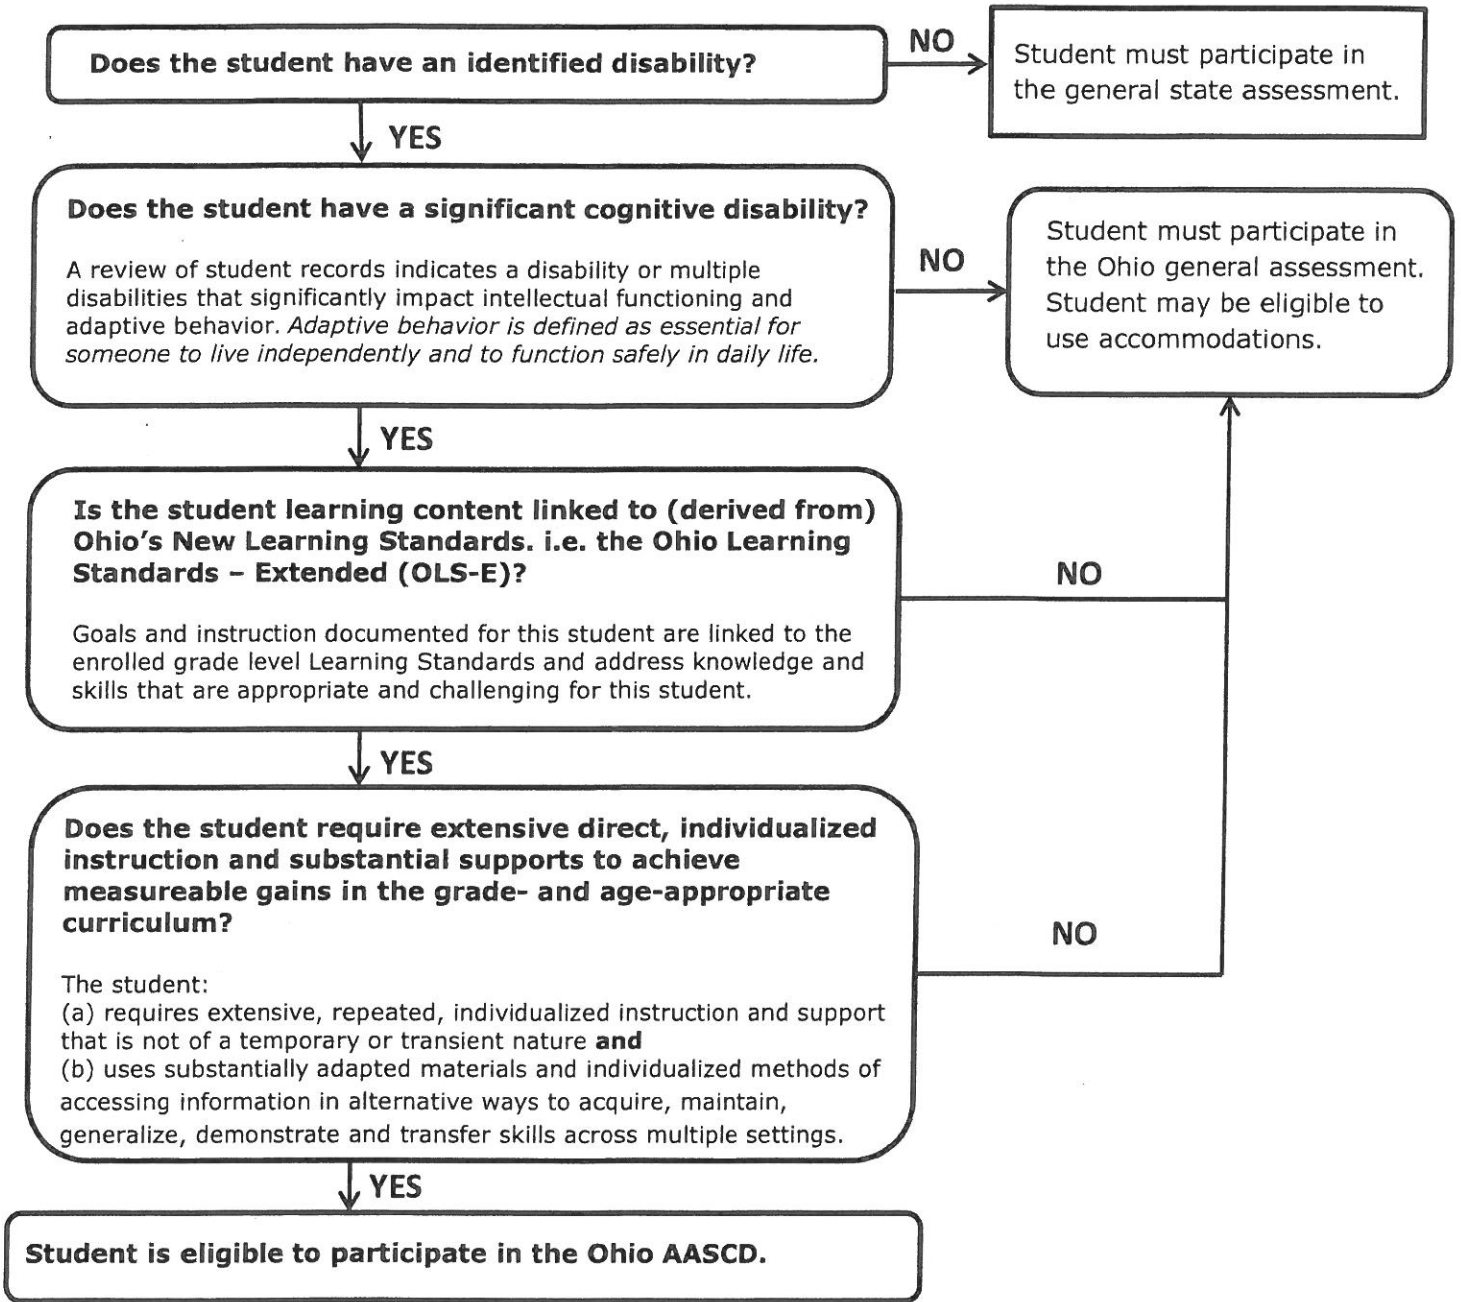 Does the student have an identified disability?
NO
Student must participate in
the general state assessment.
YES
Does the student have a significant cognitive disability?
A review of student records indicates a disability or multiple
disabilities that significantly impact intellectual functioning and
adaptive behavior. Adaptive behavior is defined as essential for
someone to live independently and to function safely in daily life.
NO
Student must participate in
the Ohio general assessment.
Student may be eligible to
use accommodations.
YES
Is the student learning content linked to (derived from)
Ohio's New Learning Standards. i.e. the Ohio Learning
Standards – Extended (OLS-E)?
Goals and instruction documented for this student are linked to the
enrolled grade level Learning Standards and address knowledge and
skills that are appropriate and challenging for this student.
NO
YES
Does the student require extensive direct, individualized
instruction and substantial supports to achieve
measureable gains in the grade- and age-appropriate
curriculum?
The student:
(a) requires extensive, repeated, individualized instruction and support
that is not of a temporary or transient nature and
(b) uses substantially adapted materials and individualized methods of
accessing information in alternative ways to acquire, maintain,
generalize, demonstrate and transfer skills across multiple settings.
NO
YES
Student is eligible to participate in the Ohio AASCD.